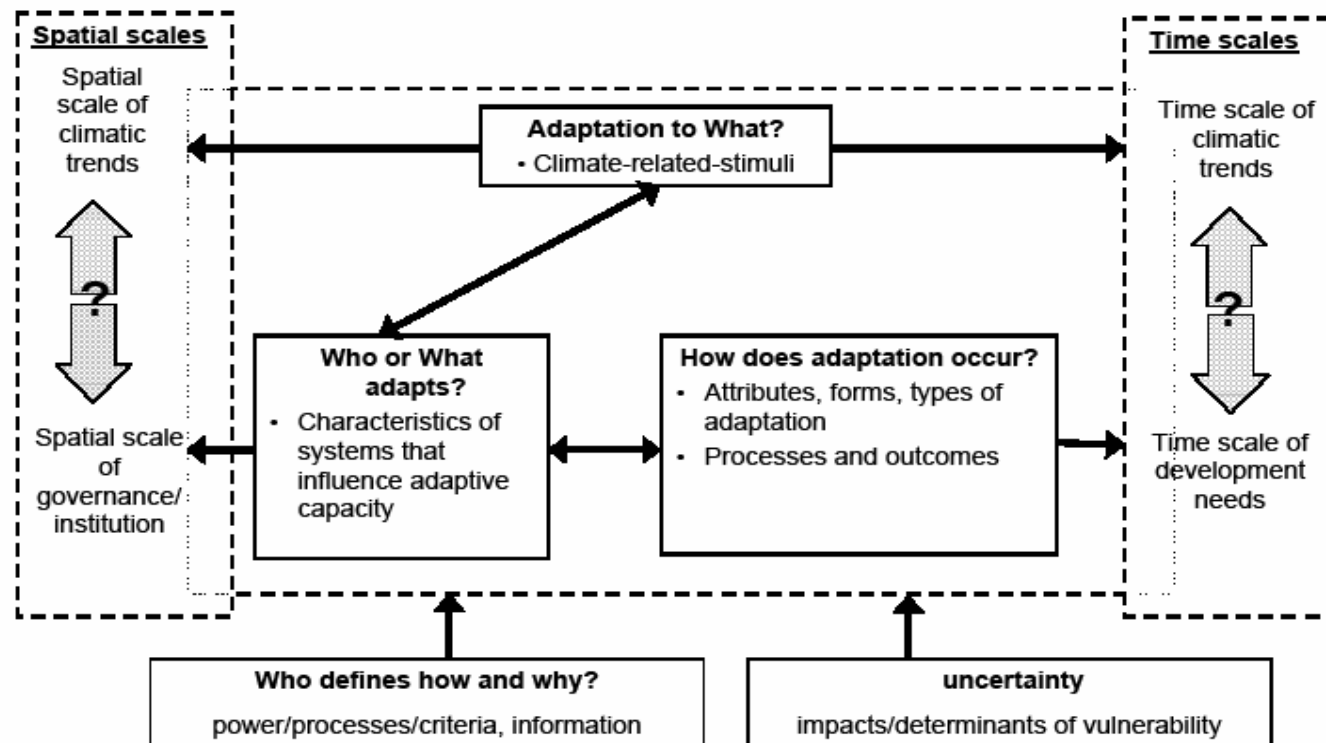 Spatial scales
Spatial
scale of
climatic
trends
?
Spatial scale
of
governance/
institution
Adaptation to What?
• Climate-related-stimuli
Who or What
adapts?
• Characteristics of
systems that
influence adaptive
capacity
How does adaptation occur?
• Attributes, forms, types of
adaptation
• Processes and outcomes
Time scales
Time scale of
climatic
trends
?
Time scale of
development
needs
Who defines how and why?
power/processes/criteria, information
uncertainty
impacts/determinants of vulnerability